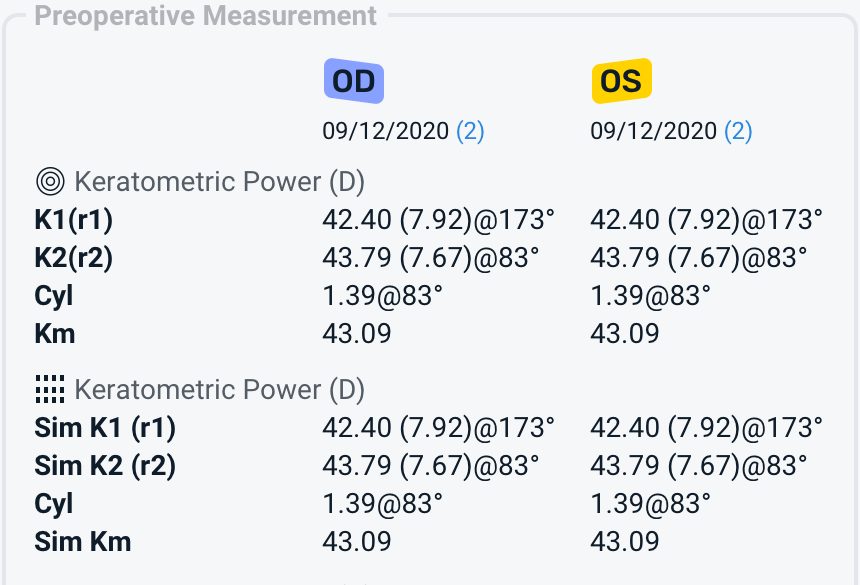 Preoperative Measurement
OD OS
09/12/2020 (2) 09/12/2020 (2)
Keratometric Power (D)
K1(r1) 42.40 (7.92)@173° 42.40 (7.92)@173°
K2(r2) 43.79 (7.67)@83° 43.79 (7.67)@83°
Cyl 1.39@83° 1.39@83°
Km 43.09 43.09
Keratometric Power (D)
Sim K1 (r1) 42.40 (7.92)@173° 42.40 (7.92)@173°
Sim K2 (r2) 43.79 (7.67)@83° 43.79 (7.67)@83°
Cyl 1.39@83° 1.39@83°
Sim Km 43.09 43.09